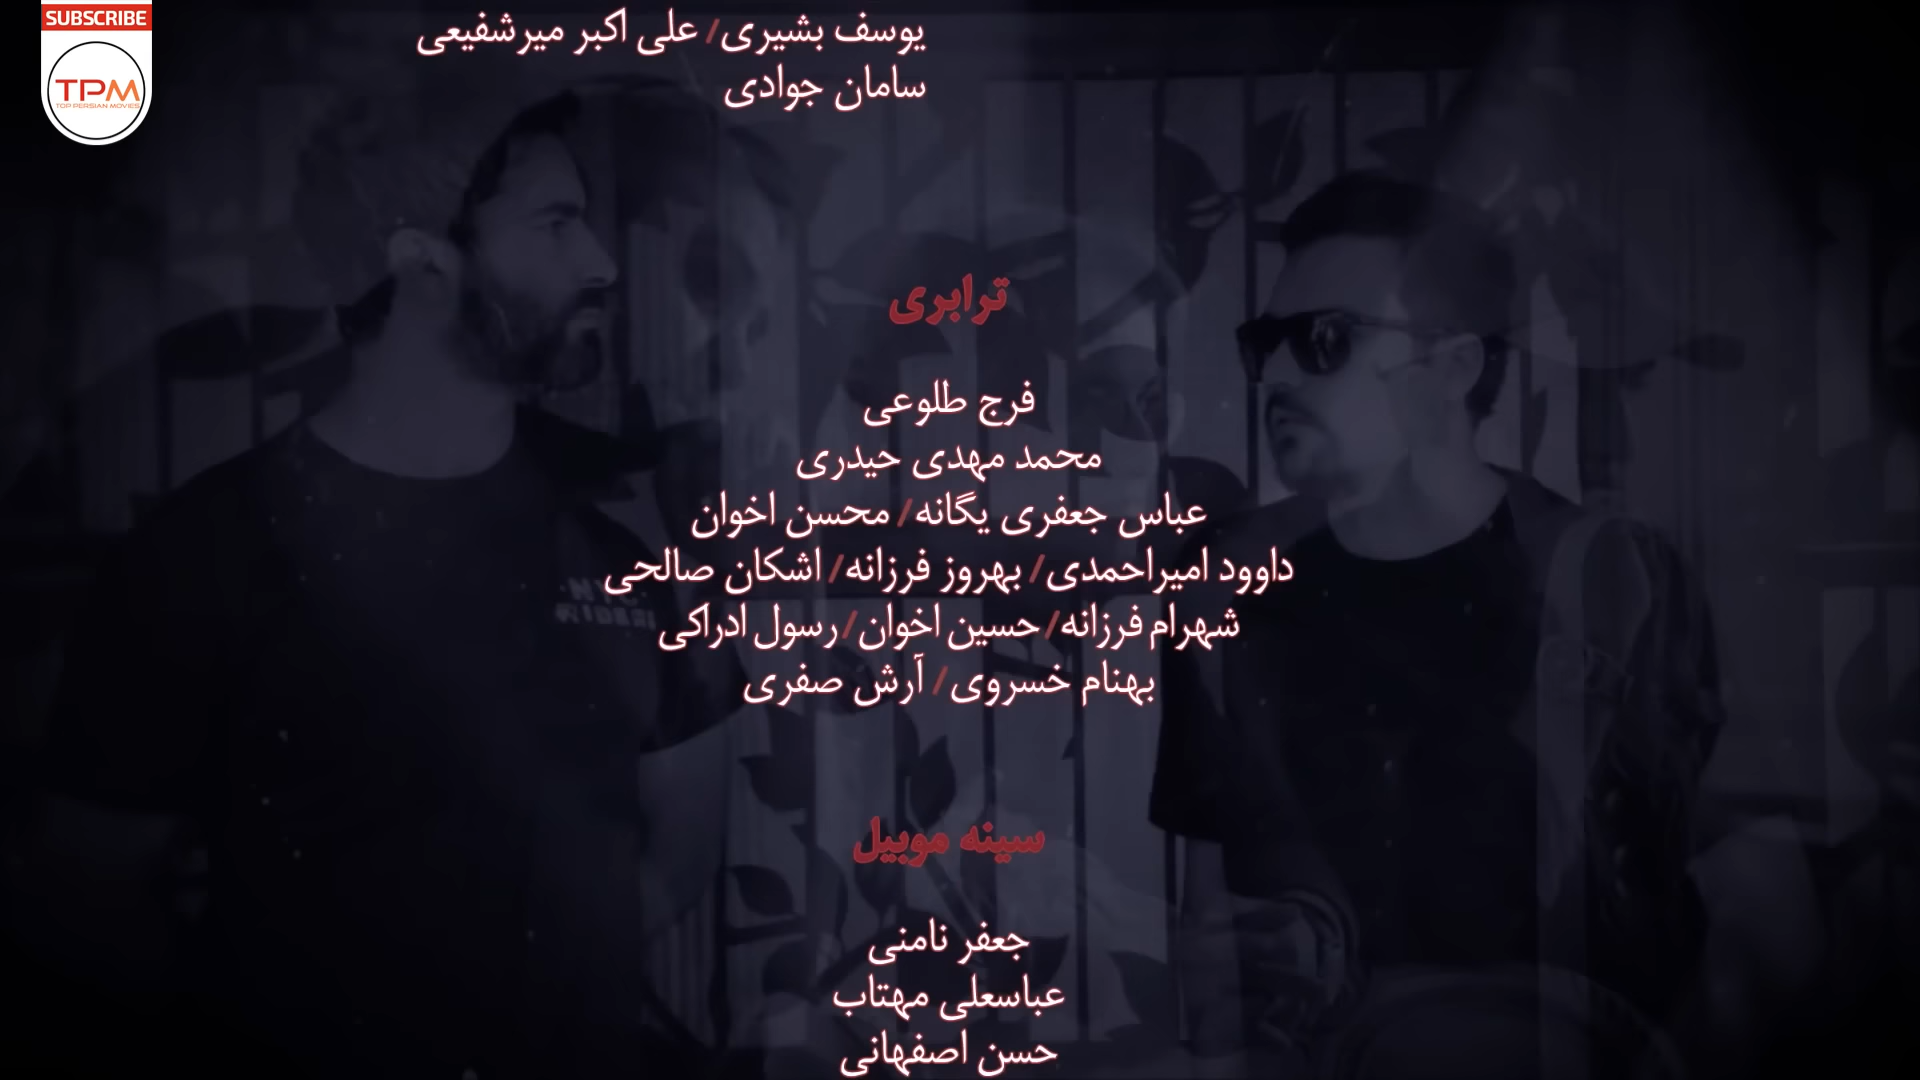 SUBSCRIBE
TPM
TOP PERSIAN MOVIES
یوسف بشیری/ علی اکبر میرشفیعی
سامان جوادی
ترابری
فرج طلوعی
محمد مهدی حیدری
عباس جعفری یگانه/ محسن اخوان
داوود امیراحمدی/ بهروز فرزانه/ اشکان صالحی
شهرام فرزانه/ حسین اخوان/ رسول ادراکی
بهنام خسروی/ آرش صفری
سینه موبیل
جعفر نامنی
عباسعلی مهتاب
حسن اصفهانی